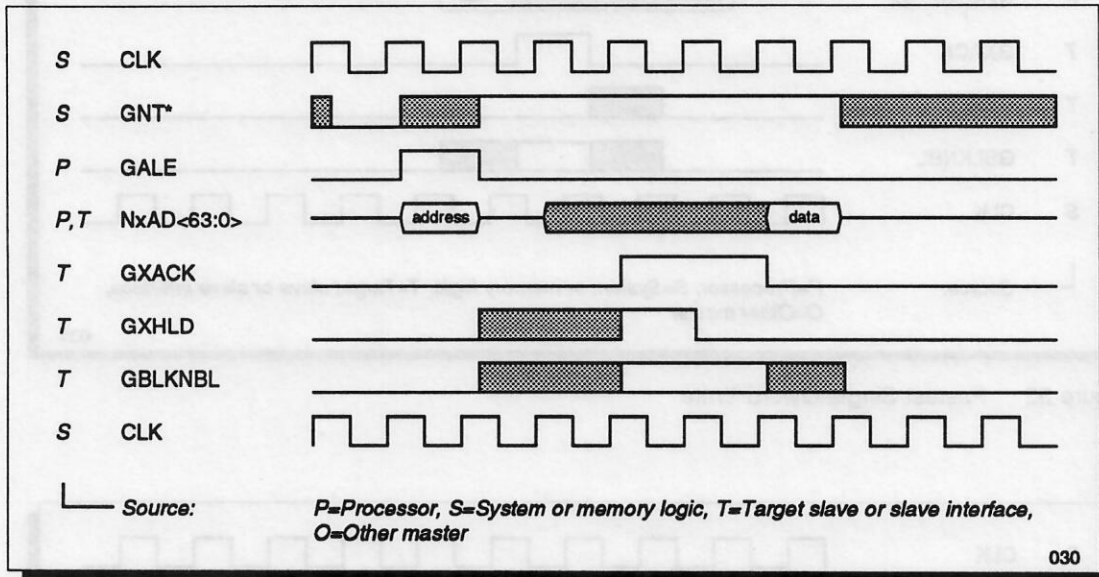 S CLK
S GNT*
P GALE
P,T NxAD<63:0>
address data
T GXACK
T GXHLD
T GBLKNBL
S CLK
Source: P=Processor, S=System or memory logic, T=Target slave or slave interface,
O=Other master
030